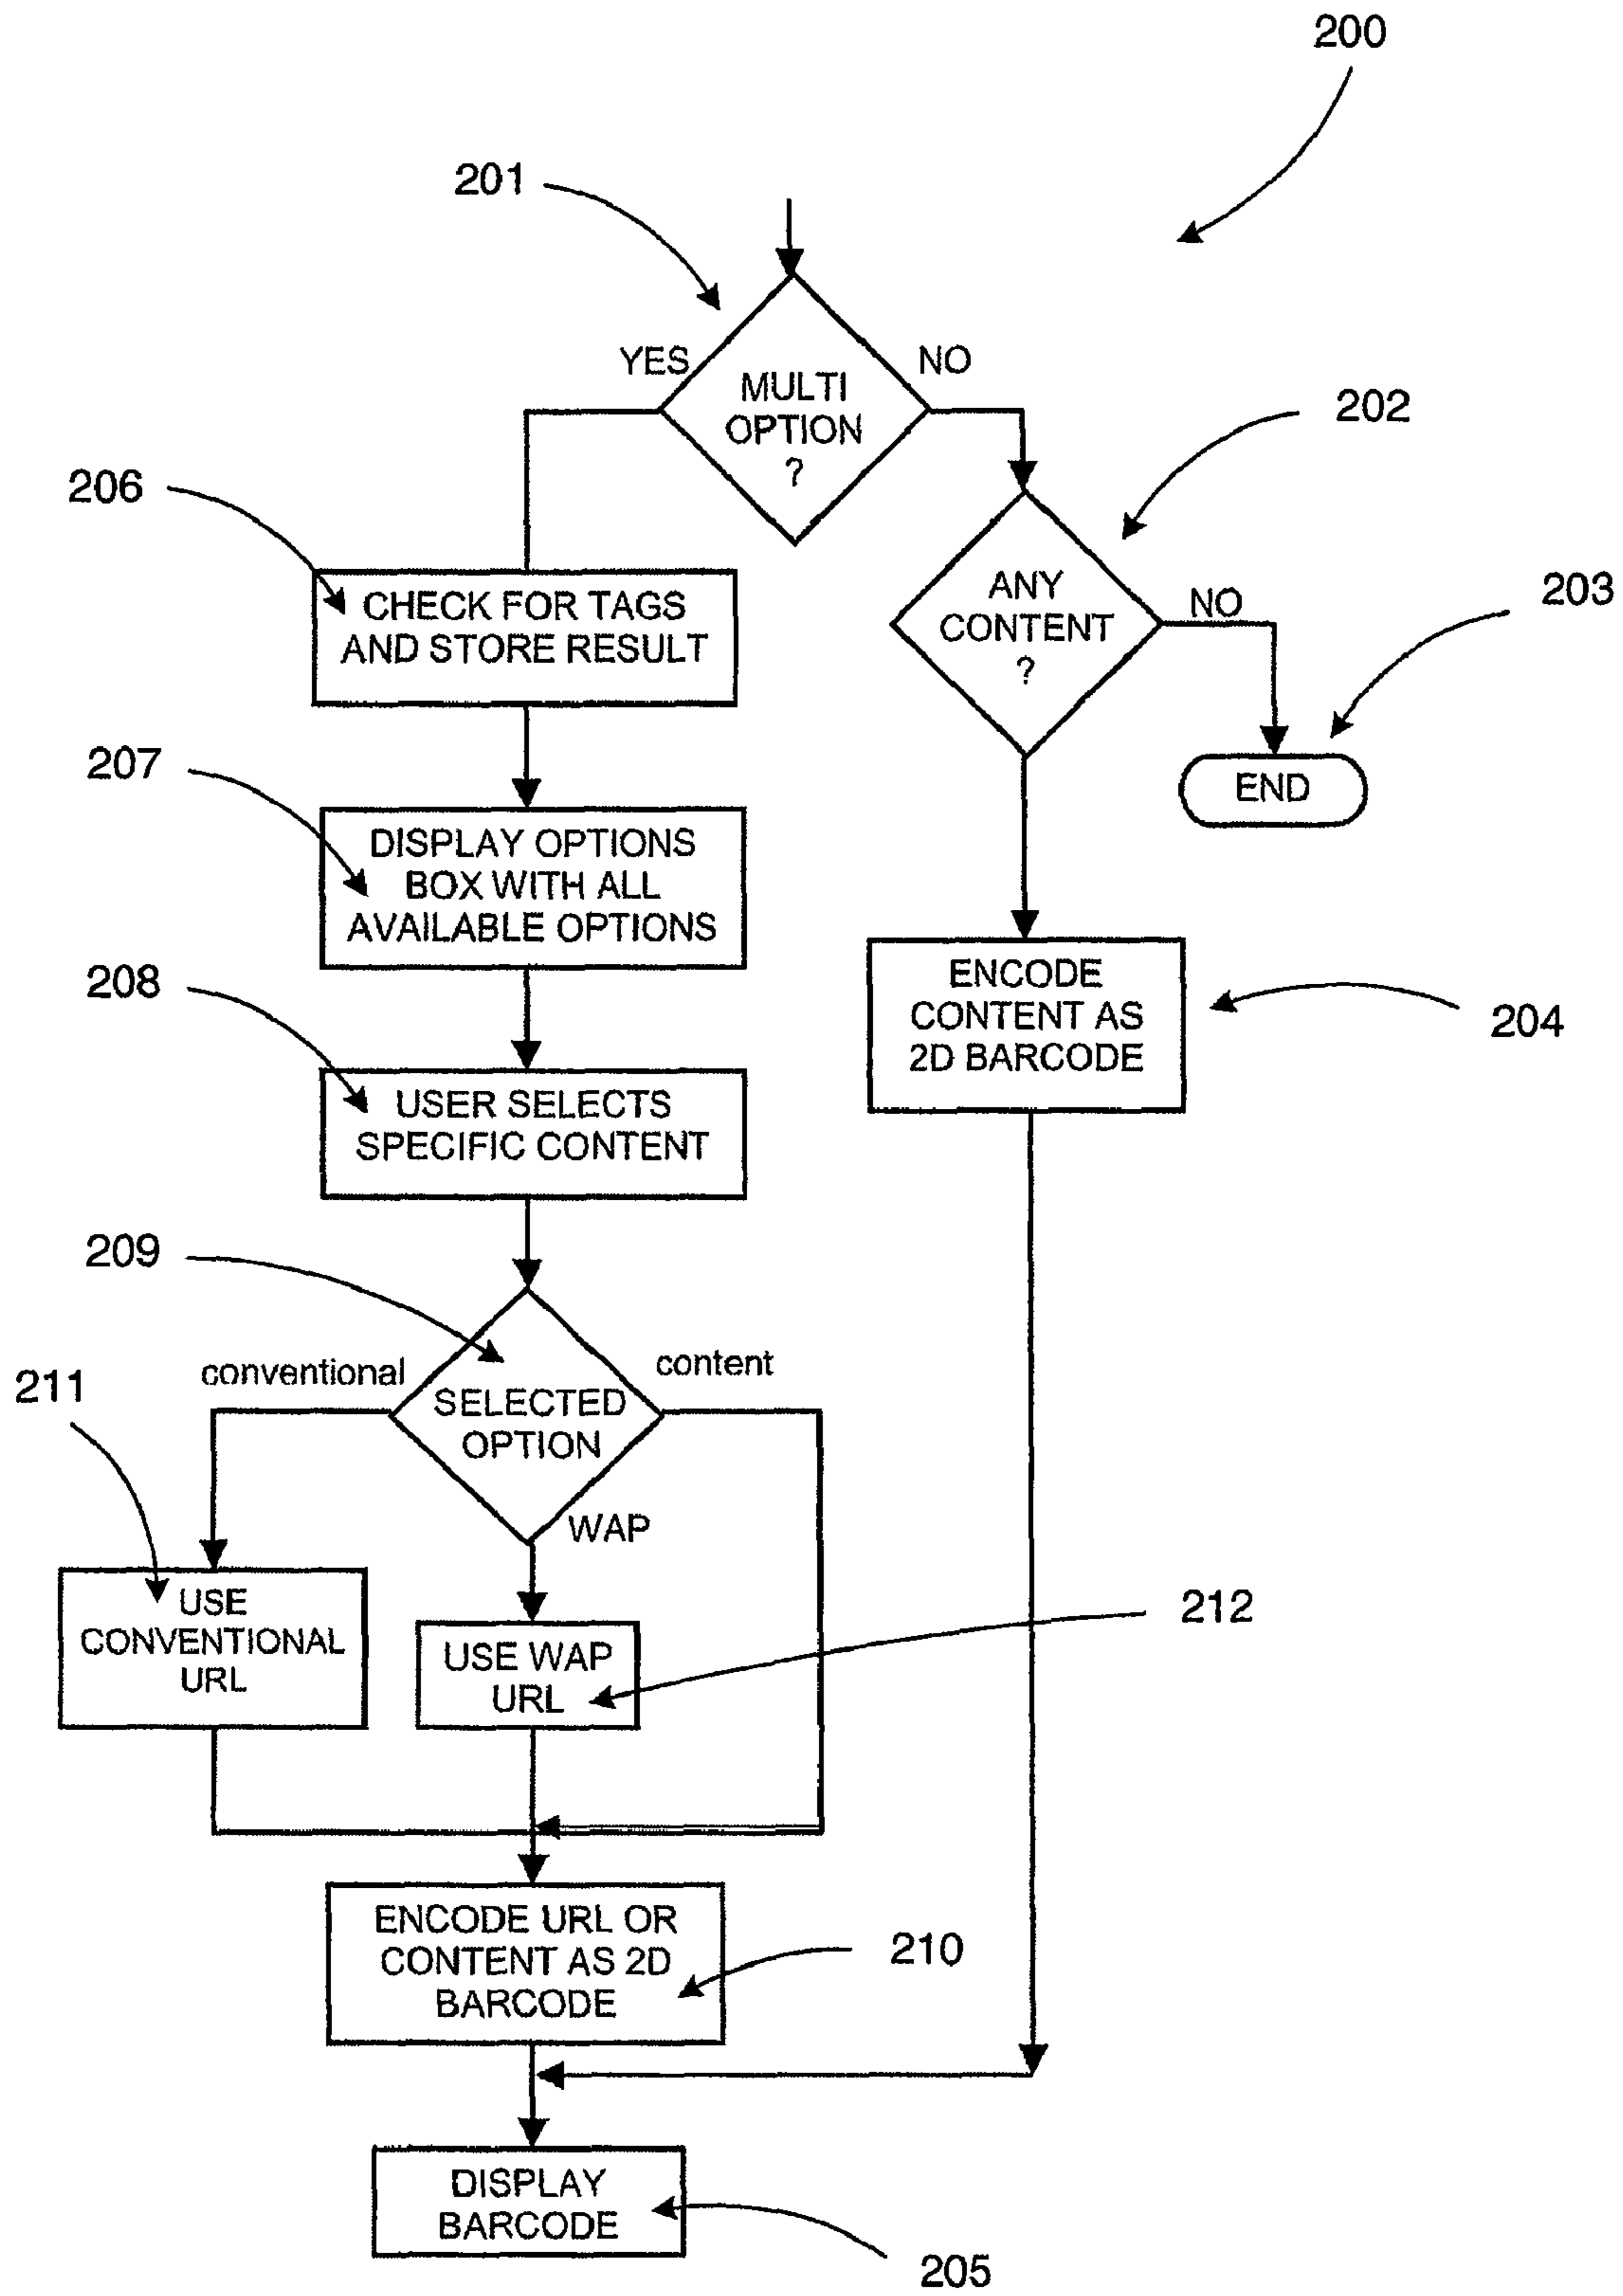 200
201
YES
NO
MULTI
OPTION
?
202
206
CHECK FOR TAGS
AND STORE RESULT
ANY
CONTENT
?
NO
203
END
207
DISPLAY OPTIONS
BOX WITH ALL
AVAILABLE OPTIONS
208
USER SELECTS
SPECIFIC CONTENT
ENCODE
CONTENT AS
2D BARCODE
204
209
conventional
content
211
SELECTED
OPTION
WAP
USE
CONVENTIONAL
URL
USE WAP
URL
212
ENCODE URL OR
CONTENT AS 2D
BARCODE
210
DISPLAY
BARCODE
205